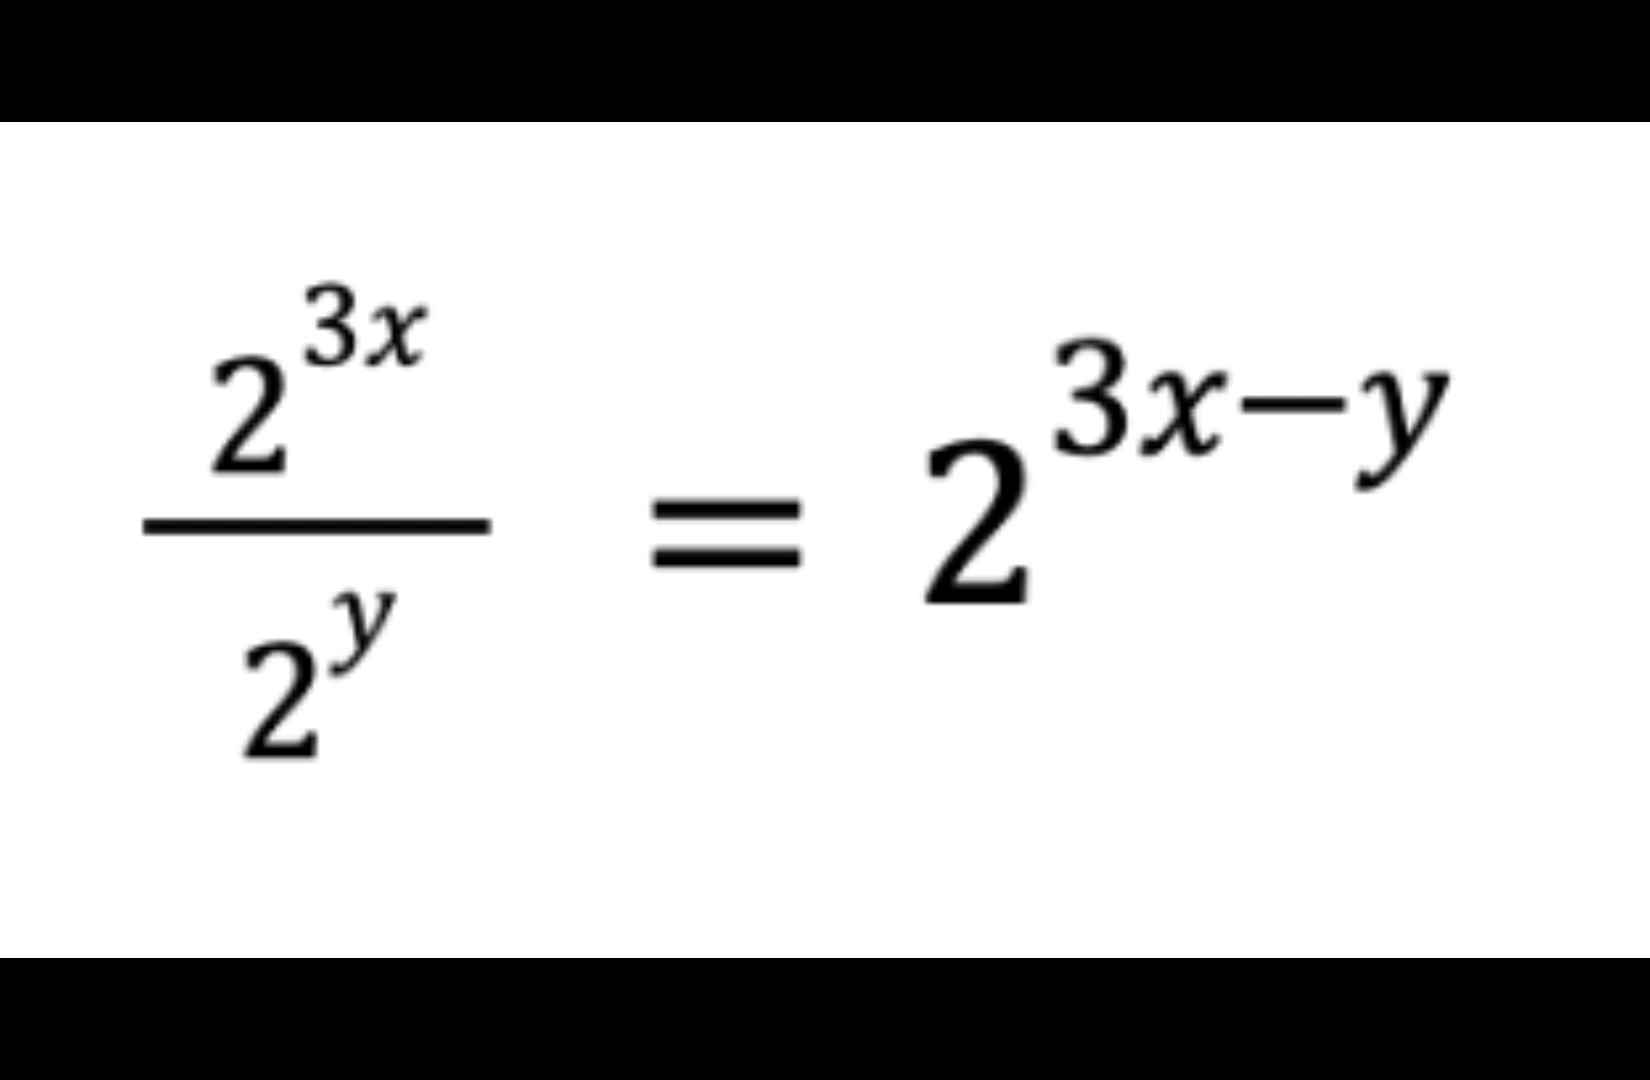 2^{3x} / 2^{y} = 2^{3x−y}